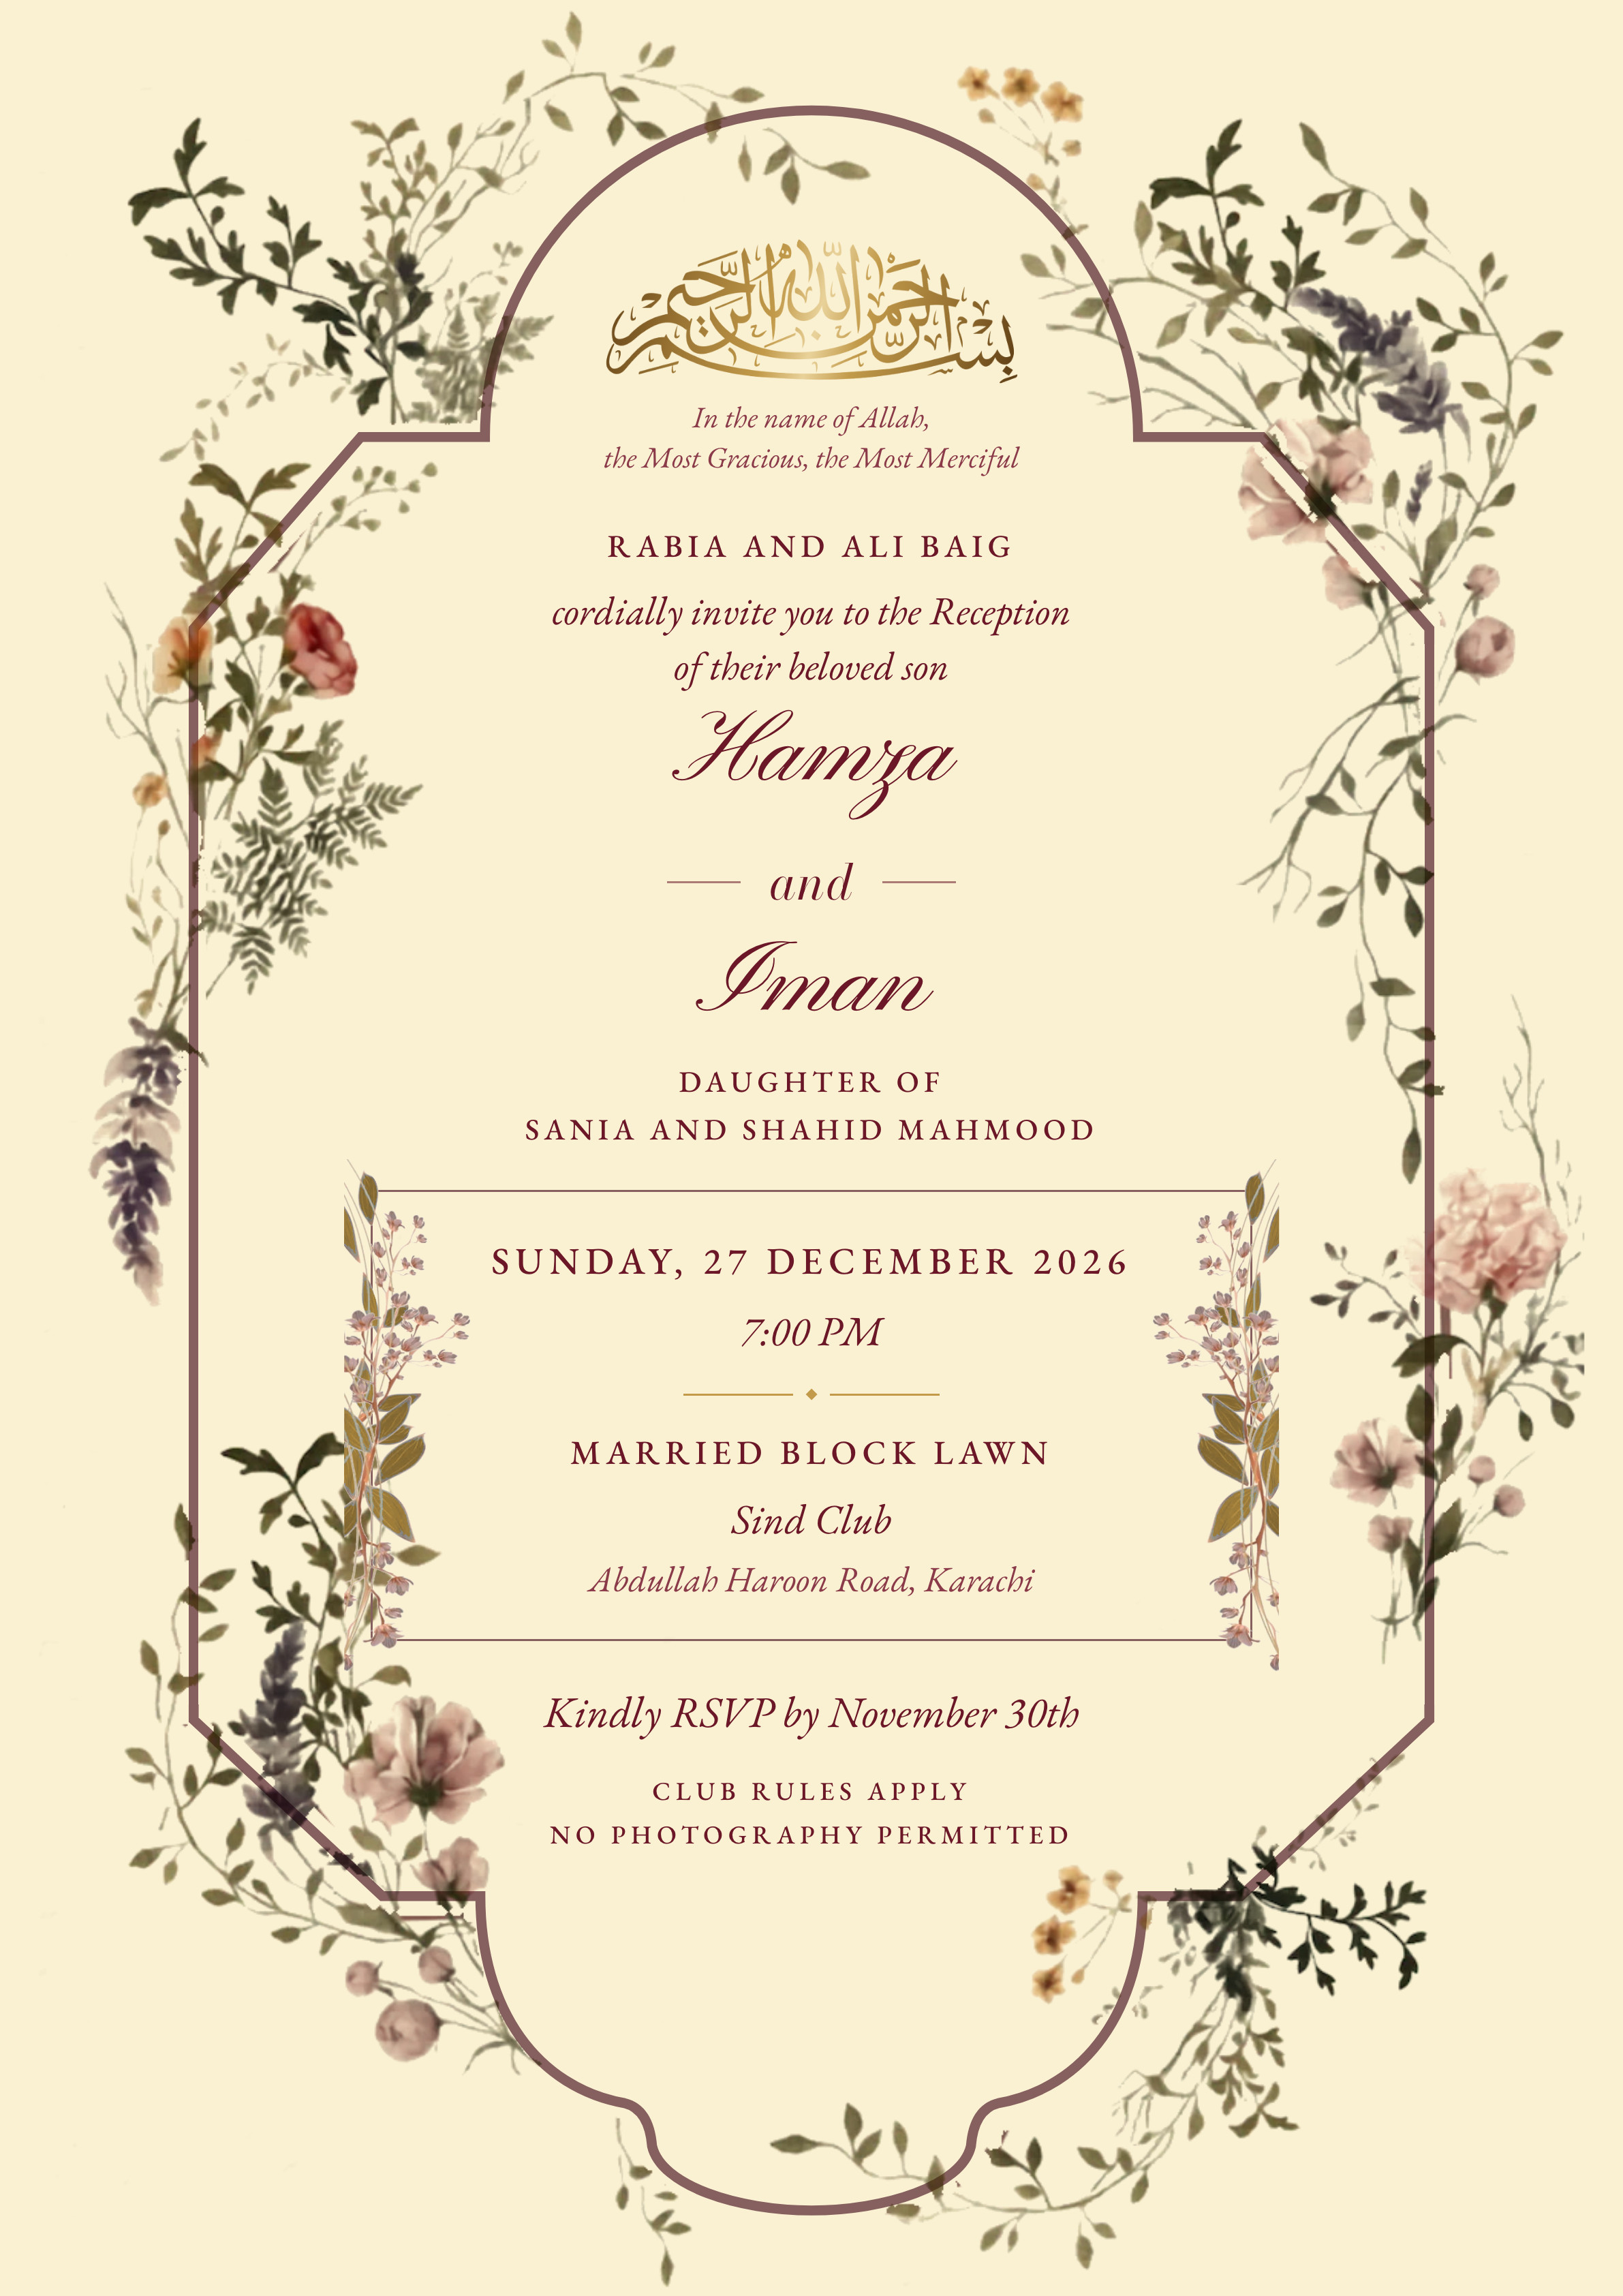 بسم الله الرحمن الرحيم
In the name of Allah,
the Most Gracious, the Most Merciful
RABIA AND ALI BAIG
cordially invite you to the Reception
of their beloved son
Hamza
and
Iman
DAUGHTER OF
SANIA AND SHAHID MAHMOOD
SUNDAY, 27 DECEMBER 2026
7:00 PM
MARRIED BLOCK LAWN
Sind Club
Abdullah Haroon Road, Karachi
Kindly RSVP by November 30th
CLUB RULES APPLY
NO PHOTOGRAPHY PERMITTED